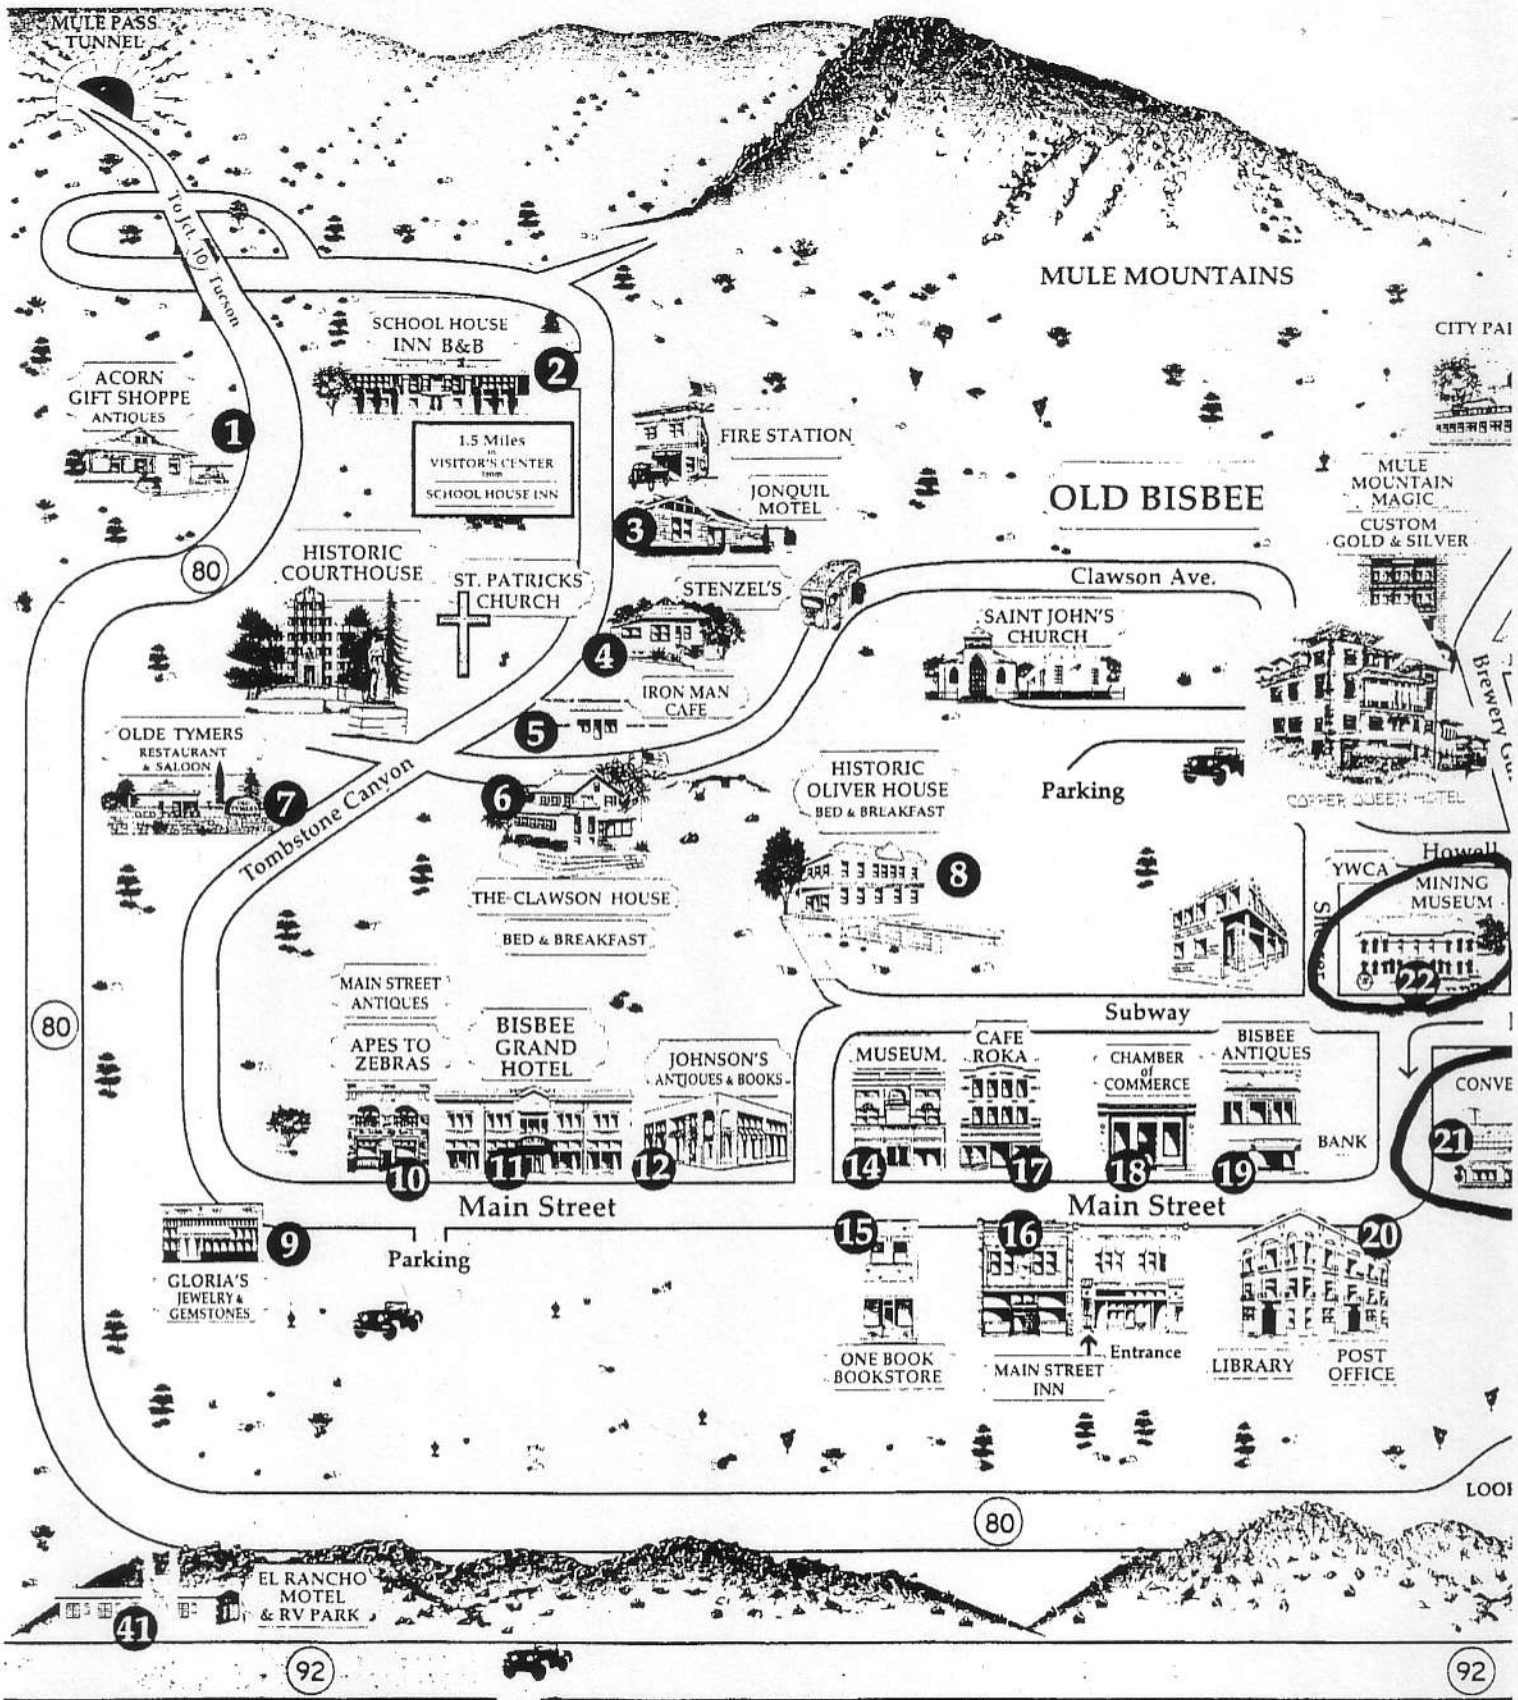 MULE PASS
TUNNEL
To Jct. 10/ Tucson
MULE MOUNTAINS
SCHOOL HOUSE
INN B&B
2
ACORN
GIFT SHOPPE
ANTIQUES
1
1.5 Miles
to
VISITOR'S CENTER
from
SCHOOL HOUSE INN
FIRE STATION
JONQUIL
MOTEL
3
OLD BISBEE
MULE
MOUNTAIN
MAGIC
CUSTOM
GOLD & SILVER
80
HISTORIC
COURTHOUSE
ST. PATRICKS
CHURCH
STENZEL'S
4
Clawson Ave.
SAINT JOHN'S
CHURCH
IRON MAN
CAFE
5
Brewery
OLDE TYMERS
RESTAURANT
& SALOON
7
Tombstone Canyon
6
THE CLAWSON HOUSE
BED & BREAKFAST
HISTORIC
OLIVER HOUSE
BED & BREAKFAST
8
Parking
COPPER QUEEN HOTEL
Howell
YWCA
MINING
MUSEUM
22
80
Subway
MAIN STREET
ANTIQUES
APES TO
ZEBRAS
10
BISBEE
GRAND
HOTEL
11
JOHNSON'S
ANTIQUES & BOOKS
12
MUSEUM
14
CAFE
ROKA
17
CHAMBER
of
COMMERCE
18
BISBEE
ANTIQUES
19
BANK
21
Main Street
Main Street
9
GLORIA'S
JEWELRY &
GEMSTONES
Parking
15
ONE BOOK
BOOKSTORE
16
MAIN STREET
INN
Entrance
20
LIBRARY
POST
OFFICE
80
EL RANCHO
MOTEL
& RV PARK
41
92
92